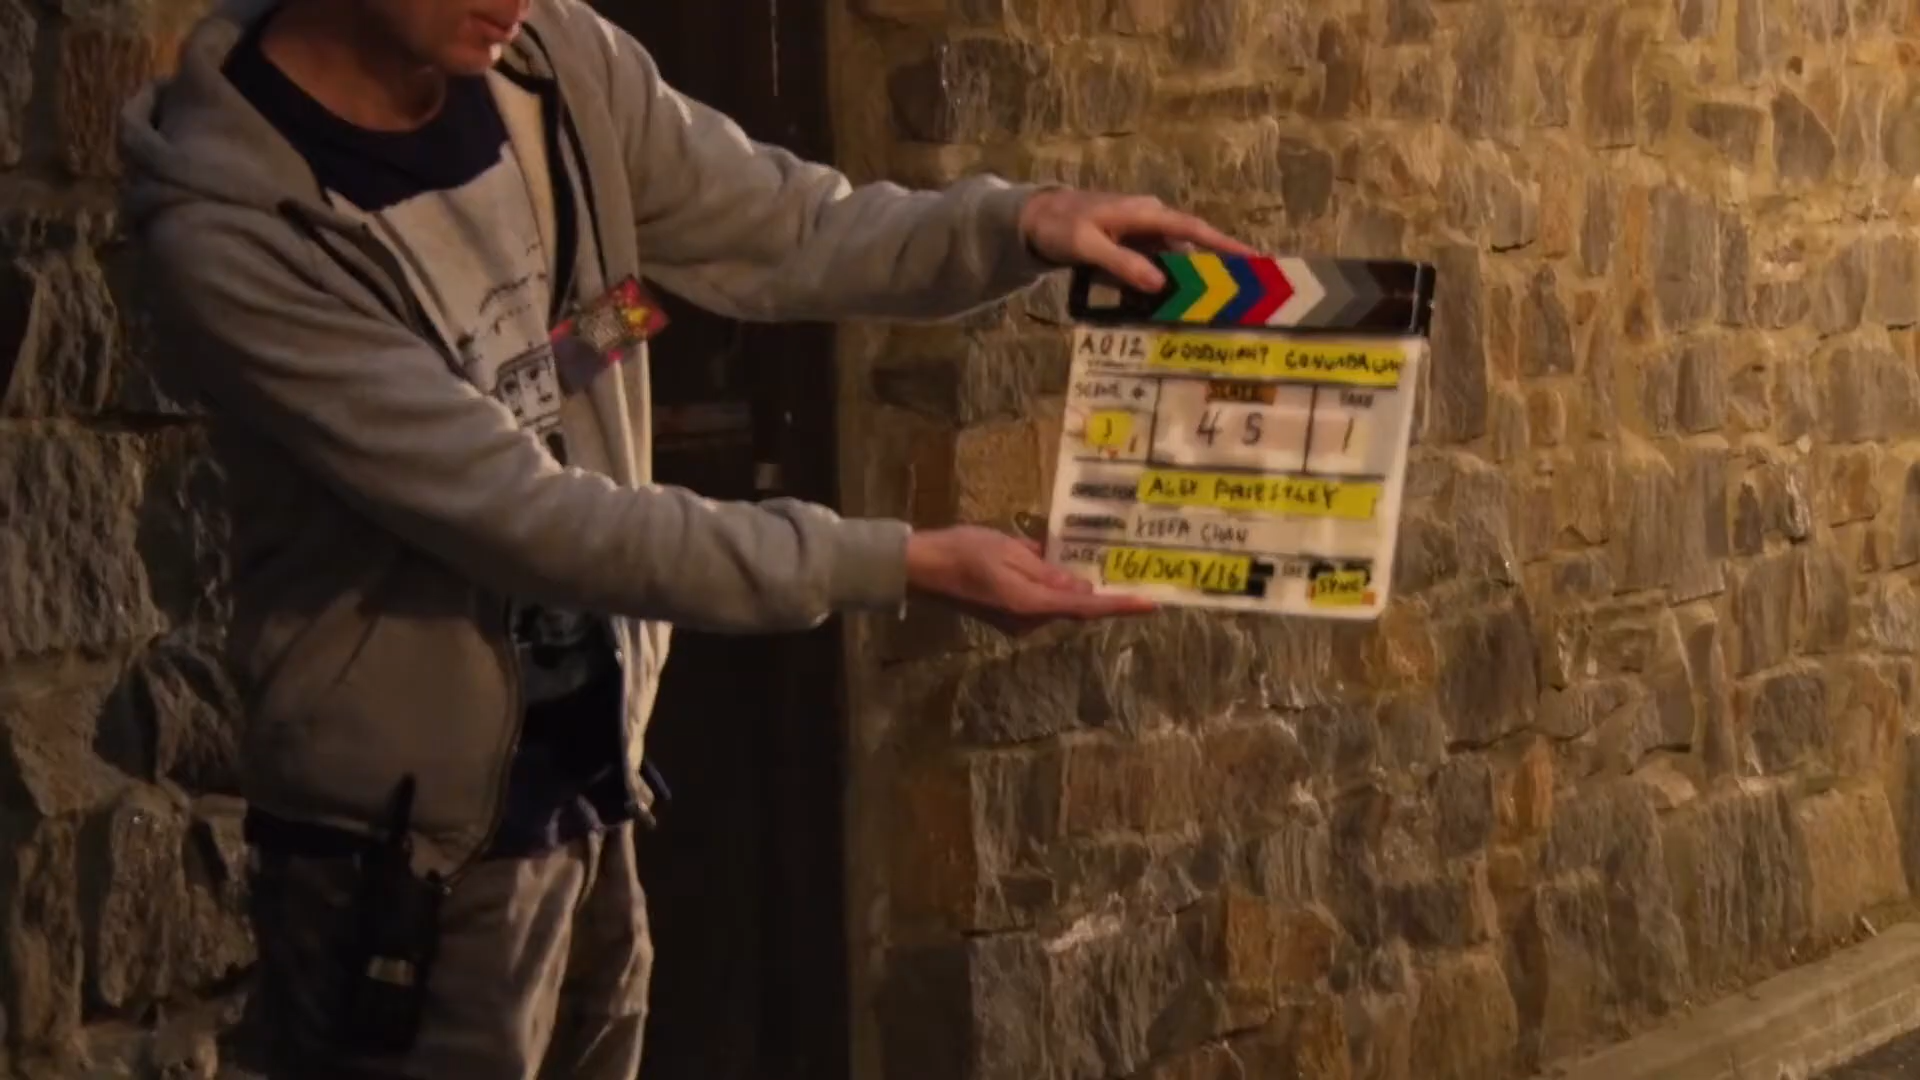 A012 "GOODNIGHT CONUNDRUM
SCENE SLATE TAKE
1 45 1
DIRECTOR ALEX PRIESTLEY
CAMERA KEEFA CHAN
DATE 16/JULY/16 SYNC